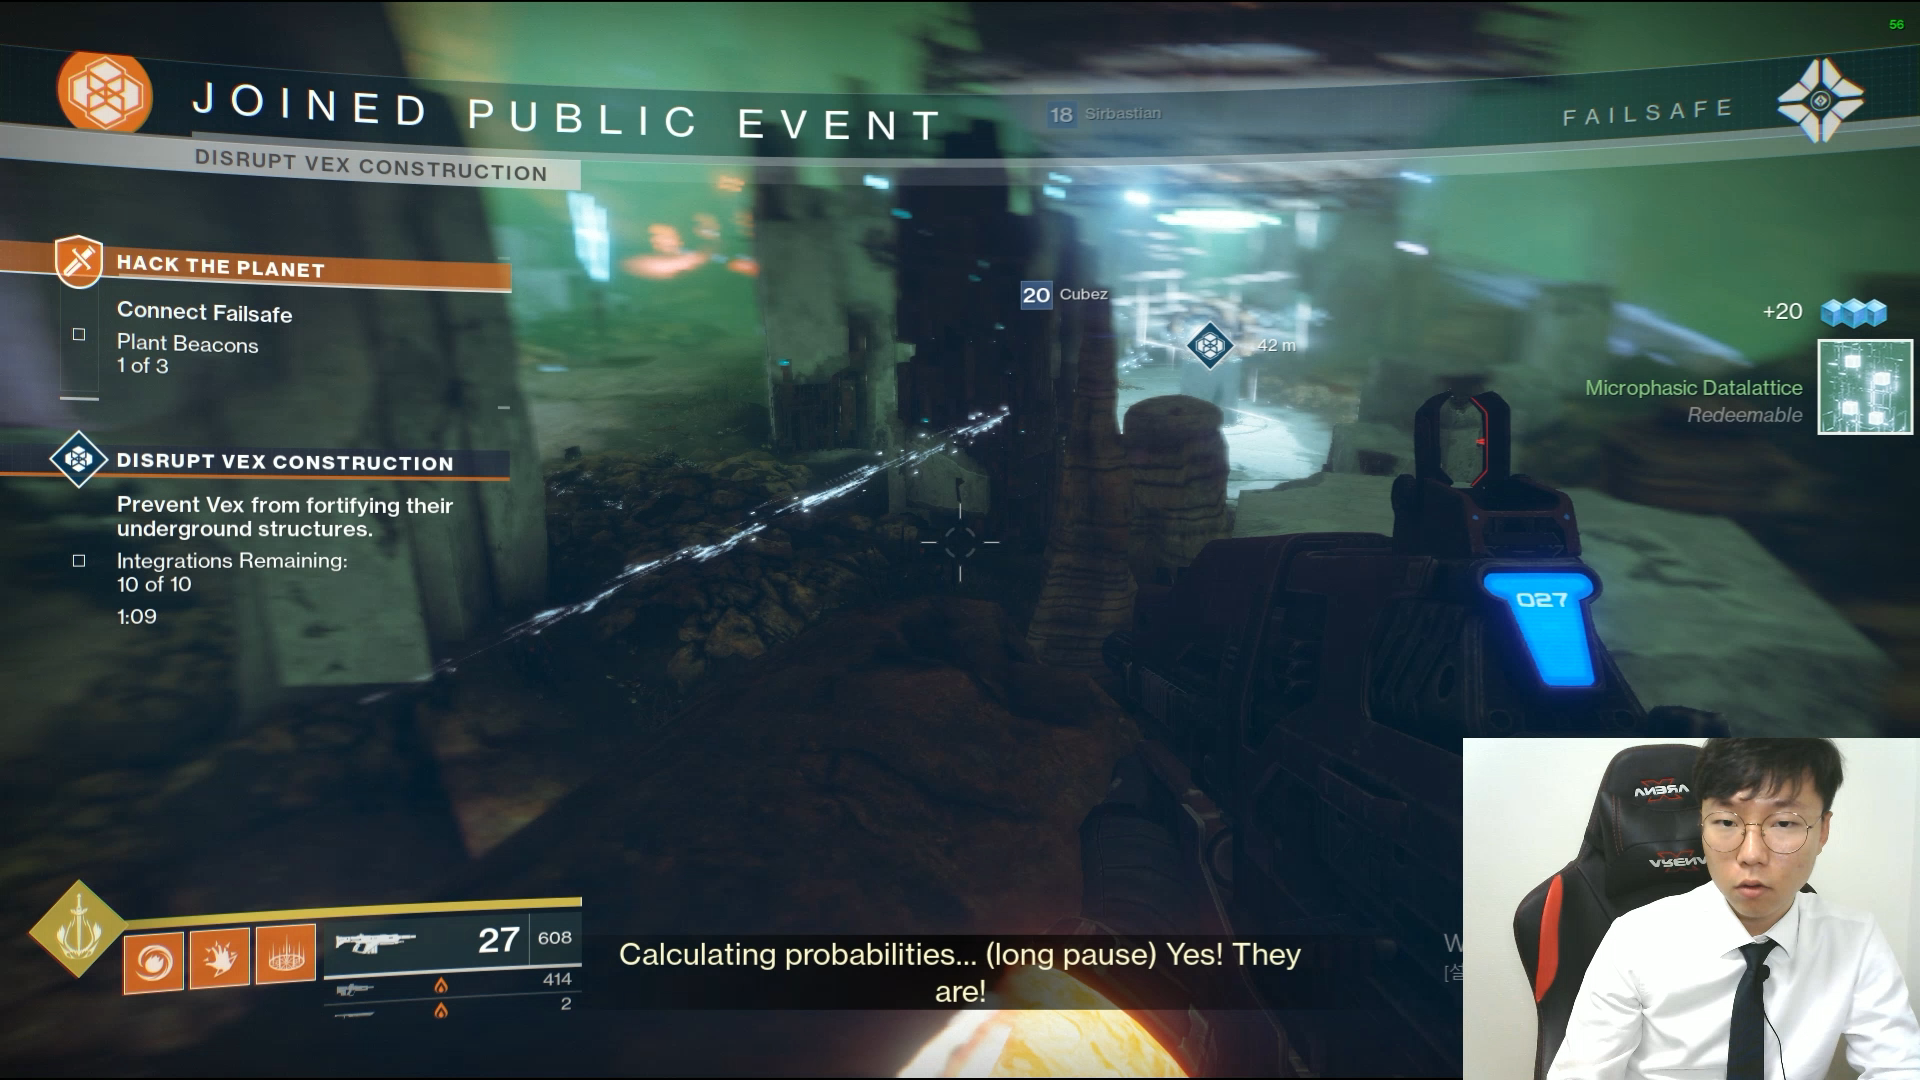 56
JOINED PUBLIC EVENT
18 Sirbastian
FAILSAFE
DISRUPT VEX CONSTRUCTION
HACK THE PLANET
Connect Failsafe
Plant Beacons
1 of 3
20 Cubez
42 m
+20
Microphasic Datalattice
Redeemable
DISRUPT VEX CONSTRUCTION
Prevent Vex from fortifying their
underground structures.
Integrations Remaining:
10 of 10
1:09
027
27 608
414
2
Calculating probabilities... (long pause) Yes! They
are!
ARENA
ARENA